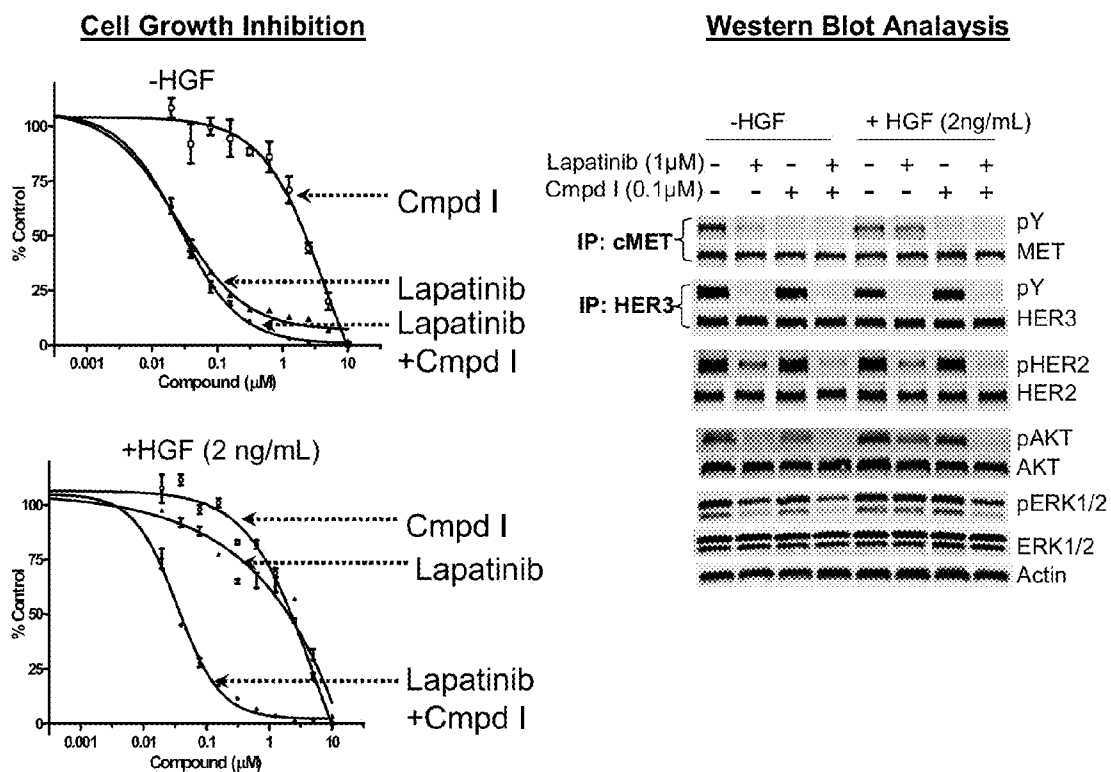 Cell Growth Inhibition
-HGF
% Control
100
75
50
25
0
Cmpd I
Lapatinib
Lapatinib
+Cmpd I
0.001
0.01
0.1
1
10
Compound (µM)
+HGF (2 ng/mL)
% Control
100
75
50
25
0
Cmpd I
Lapatinib
Lapatinib
+Cmpd I
0.001
0.01
0.1
1
10
Compound (µM)
Western Blot Analaysis
-HGF + HGF (2ng/mL)
Lapatinib (1µM) - + - + - + - +
Cmpd I (0.1µM) - - + + - - + +
IP: cMET
pY
MET
IP: HER3
pY
HER3
pHER2
HER2
pAKT
AKT
pERK1/2
ERK1/2
Actin